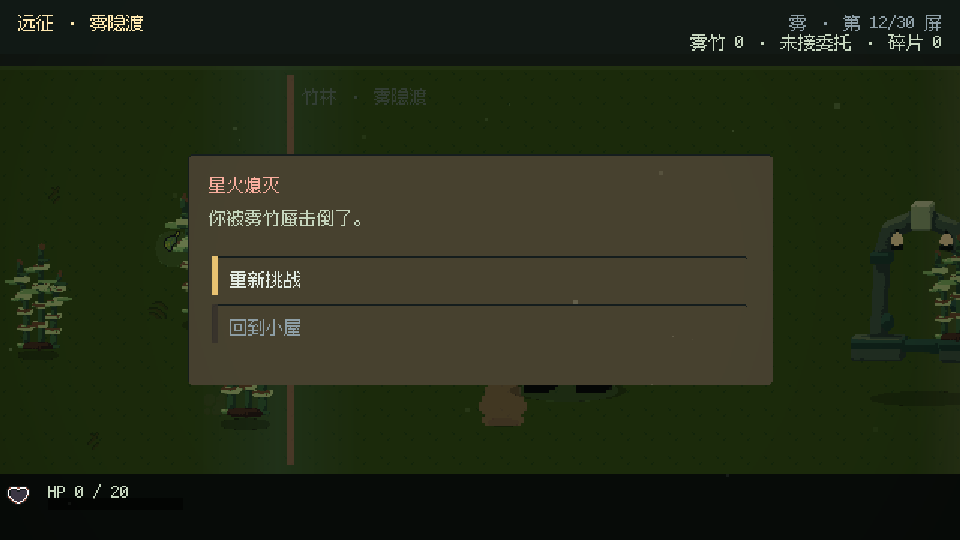 远征 · 雾隐渡
雾 · 第 12/30 屏
雾竹 0 · 未接委托 · 碎片 0
竹林 · 雾隐渡
星火熄灭
你被雾竹蜃击倒了。
重新挑战
回到小屋
HP 0 / 20